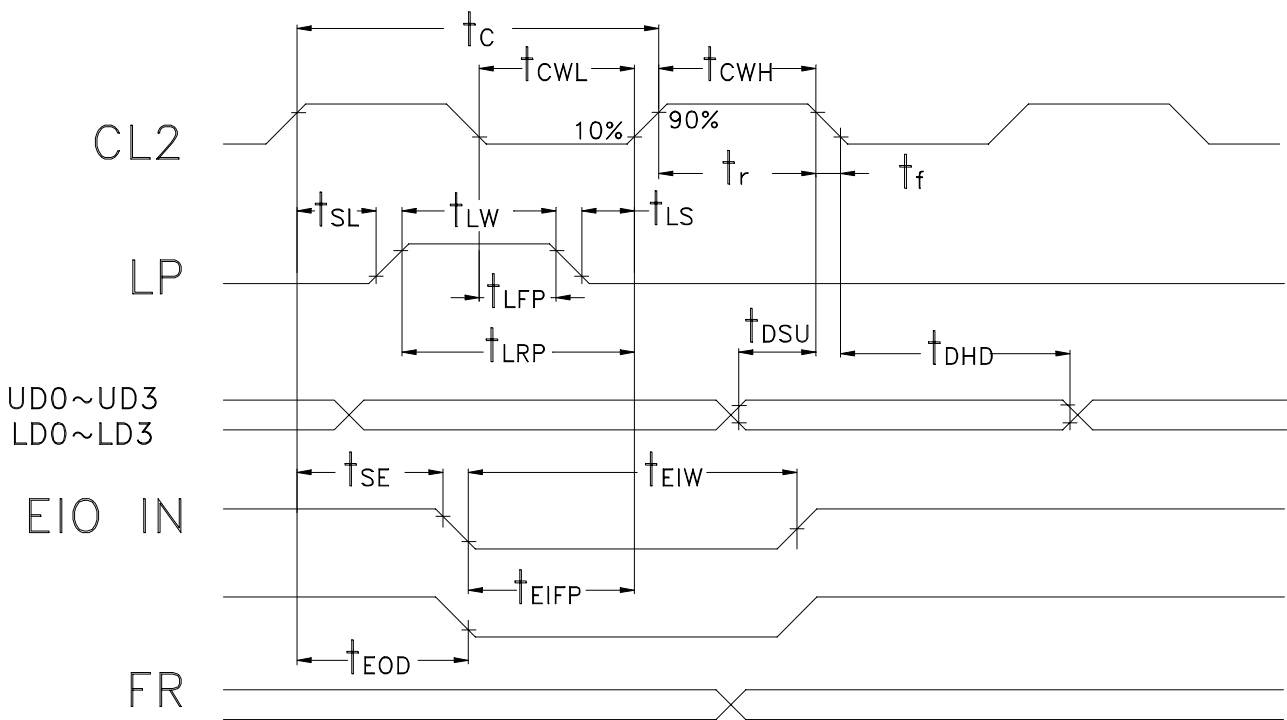 tC
tCWL
tCWH
CL2
10%
90%
tr
tf
tSL
tLW
tLS
LP
tLFP
tLRP
tDSU
tDHD
UD0~UD3
LD0~LD3
tSE
tEIW
EIO IN
tEIFP
tEOD
FR